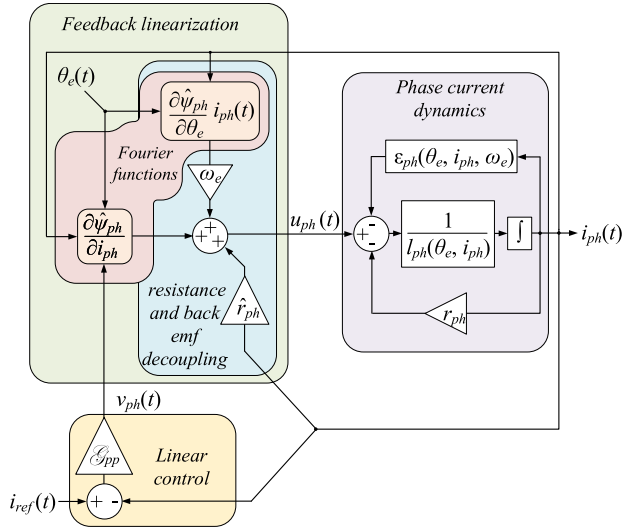 Feedback linearization
θe(t)
∂ψ̂ph
∂θe
iph(t)
Fourier
functions
ωe
∂ψ̂ph
∂iph
+
+
+
uph(t)
resistance
and back
emf
decoupling
r̂ph
Phase current
dynamics
εph(θe, iph, ωe)
-
+
-
1
lph(θe, iph)
∫
iph(t)
rph
vph(t)
𝒢pp
Linear
control
iref(t)
+ -